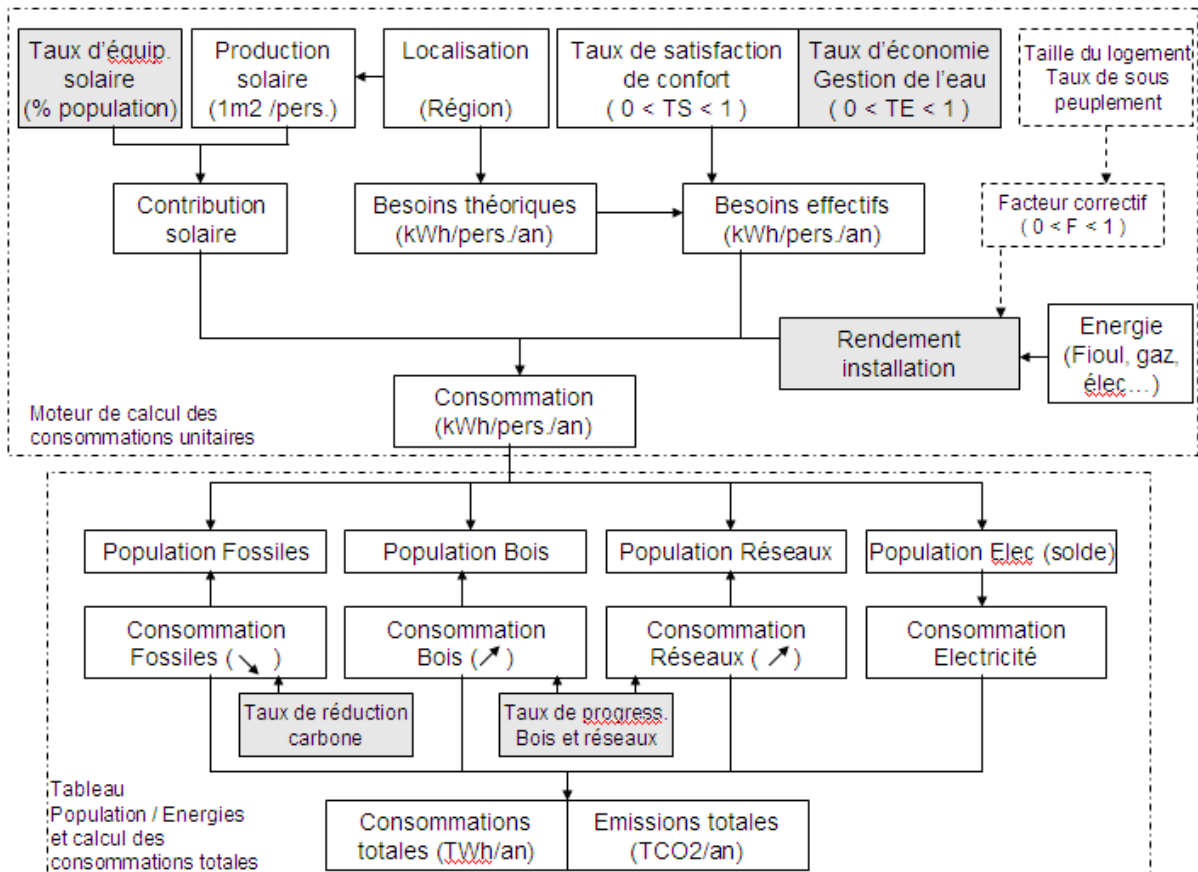 Taux d'équip.
solaire
(% population)
Production
solaire
(1m2 /pers.)
Localisation
(Région)
Taux de satisfaction
de confort
( 0 < TS < 1 )
Taux d'économie
Gestion de l'eau
( 0 < TE < 1 )
Taille du logement
Taux de sous
peuplement
Contribution
solaire
Besoins théoriques
(kWh/pers./an)
Besoins effectifs
(kWh/pers./an)
Facteur correctif
( 0 < F < 1 )
Rendement
installation
Energie
(Fioul, gaz,
élec…)
Consommation
(kWh/pers./an)
Moteur de calcul des
consommations unitaires
Population Fossiles
Population Bois
Population Réseaux
Population Elec (solde)
Consommation
Fossiles ( ↘ )
Consommation
Bois ( ↗ )
Consommation
Réseaux ( ↗ )
Consommation
Electricité
Taux de réduction
carbone
Taux de progress.
Bois et réseaux
Tableau
Population / Energies
et calcul des
consommations totales
Consommations
totales (TWh/an)
Emissions totales
(TCO2/an)